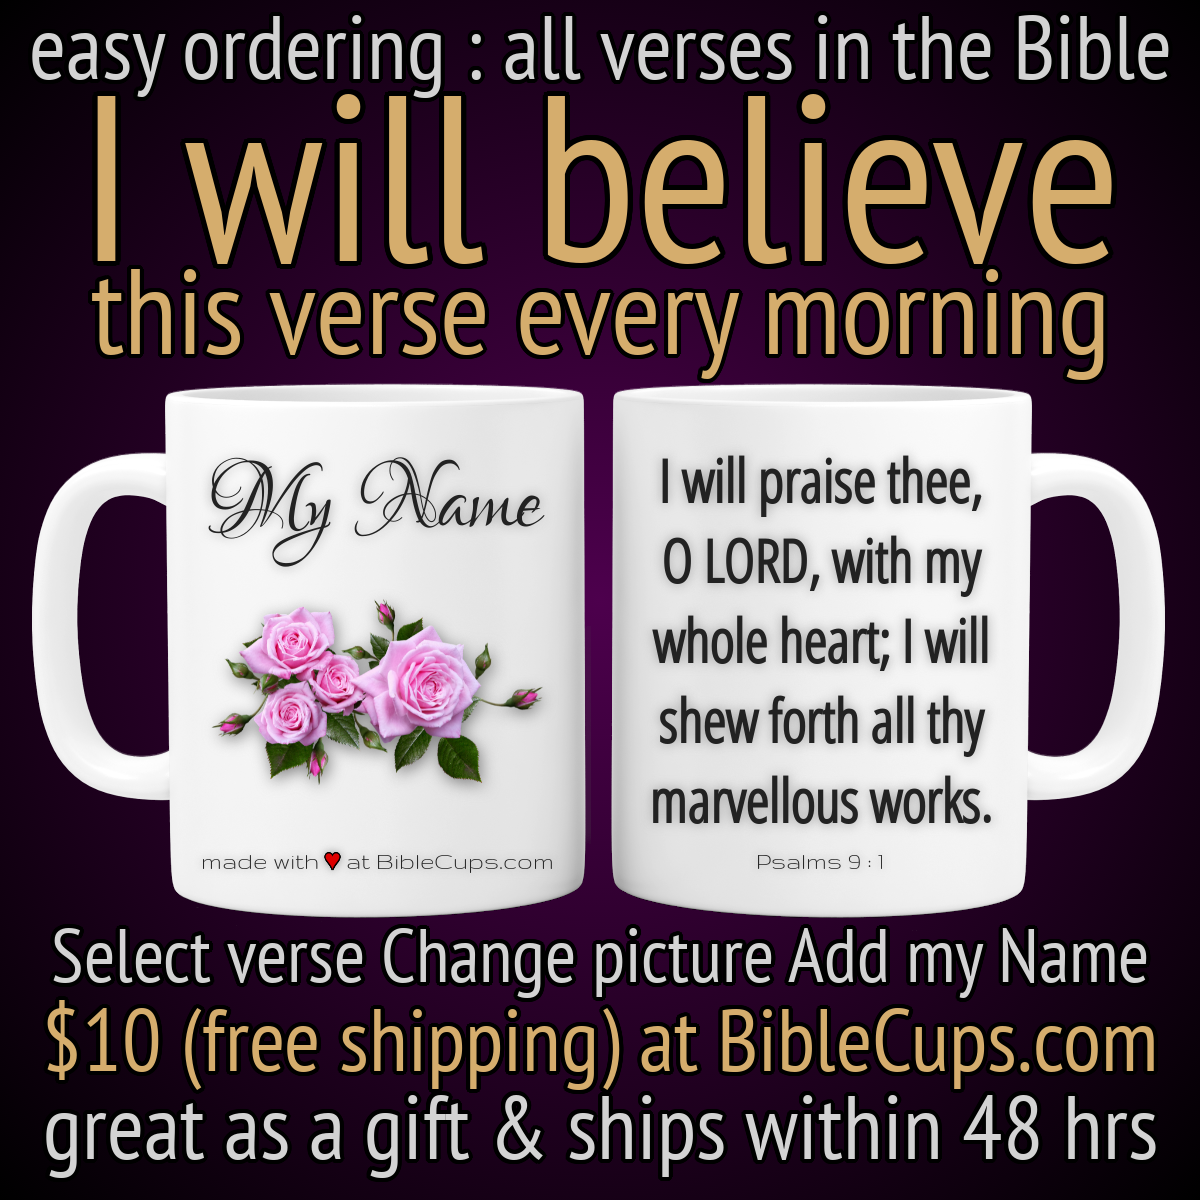 easy ordering : all verses in the Bible
I will believe
this verse every morning
My Name
made with ♥ at BibleCups.com
I will praise thee,
O LORD, with my
whole heart; I will
shew forth all thy
marvellous works.
Psalms 9 : 1
Select verse Change picture Add my Name
$10 (free shipping) at BibleCups.com
great as a gift & ships within 48 hrs